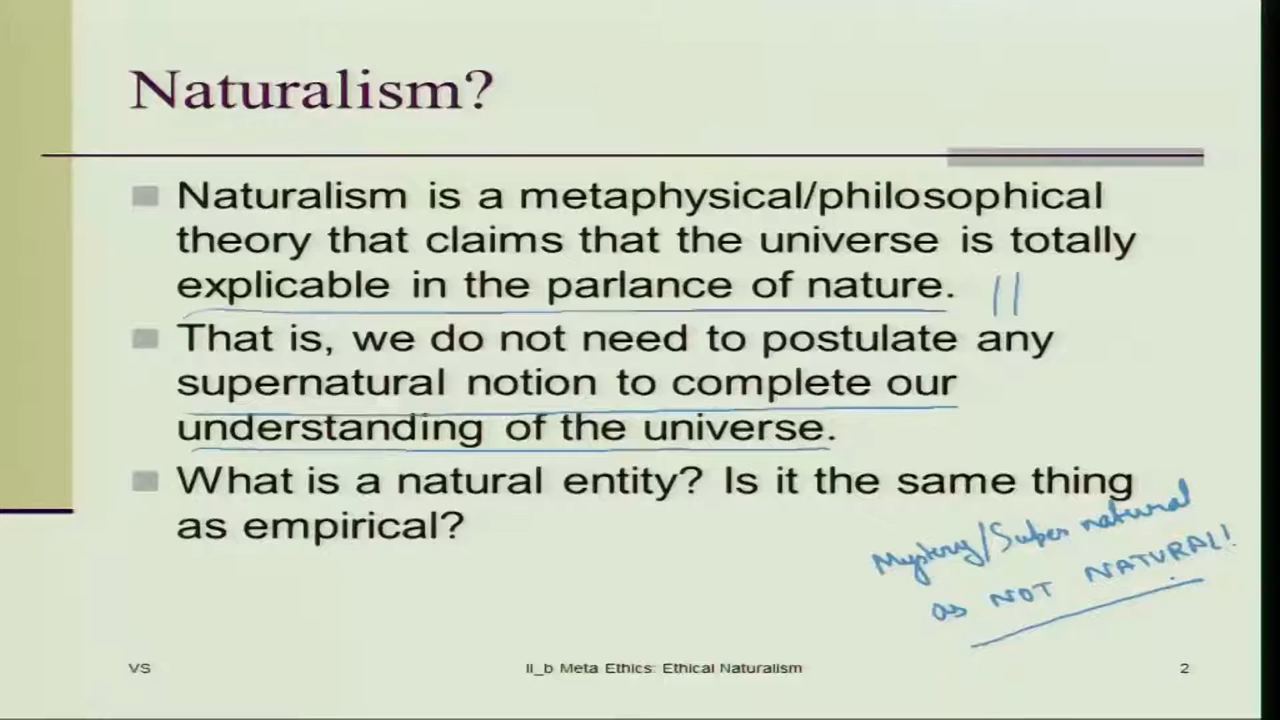 Naturalism?
Naturalism is a metaphysical/philosophical
theory that claims that the universe is totally
explicable in the parlance of nature.
That is, we do not need to postulate any
supernatural notion to complete our
understanding of the universe.
What is a natural entity? Is it the same thing
as empirical?
Mystery/Super natural
as NOT NATURAL!
VS
II_b Meta Ethics: Ethical Naturalism
2